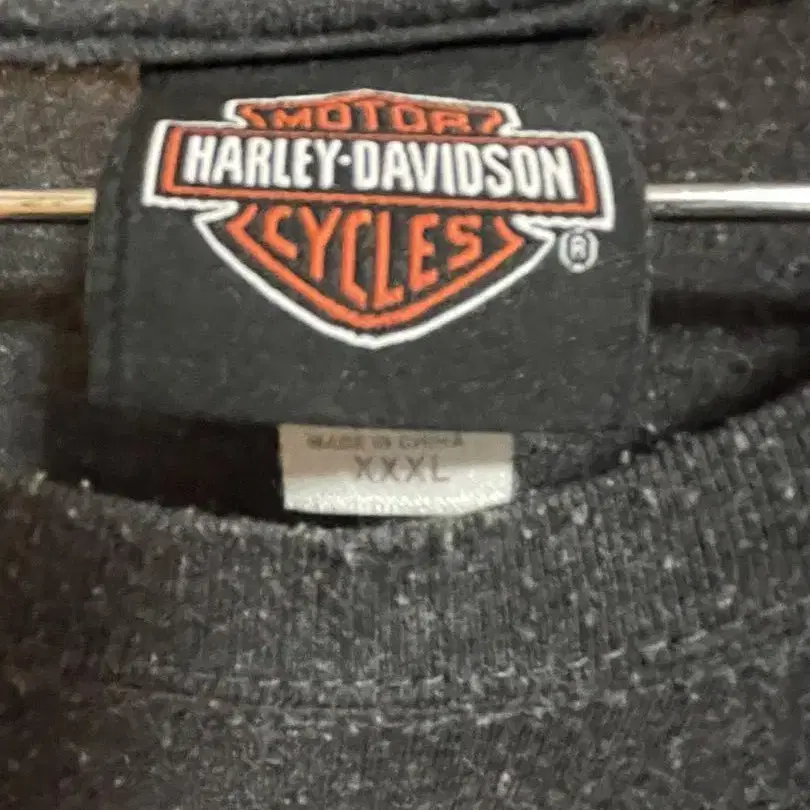 MOTOR
HARLEY-DAVIDSON
CYCLES
®
MADE IN CHINA
XXXL